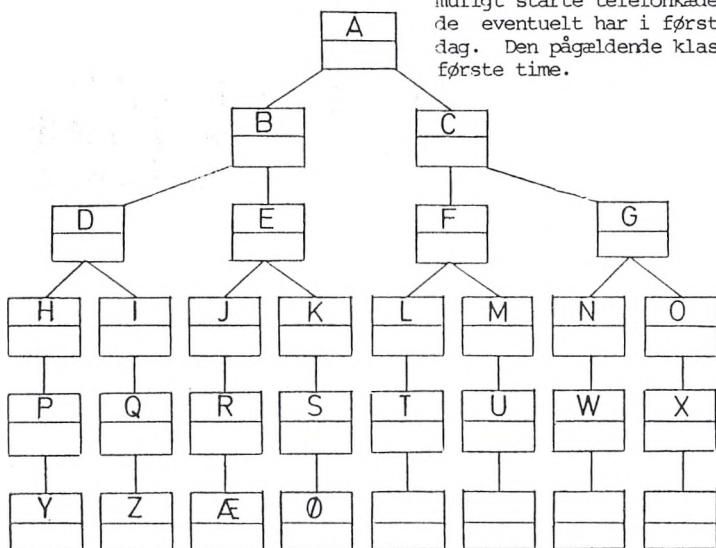 muligt starte telefonkæde
de eventuelt har i først
dag. Den pågældende klas
første time.
A
B C
D E F G
H I J K L M N O
P Q R S T U W X
Y Z Æ Ø